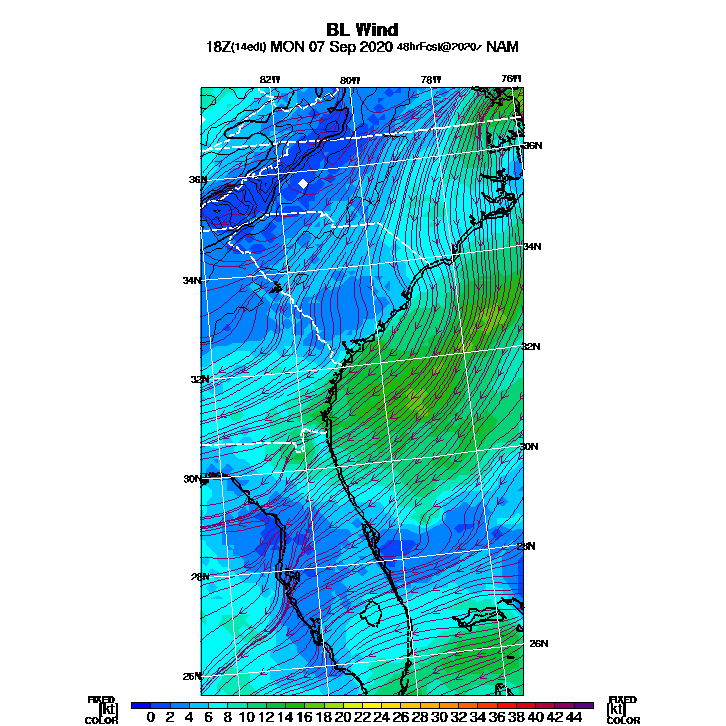 BL Wind
18Z(14edt) MON 07 Sep 2020 48hrFcst@2020z NAM
82W 80W 78W 76W
36N
36N
34N
34N
32N
32N
30N
30N
28N
28N
26N
26N
FIXED FIXED
[kt] 0 2 4 6 8 10 12 14 16 18 20 22 24 26 28 30 32 34 36 38 40 42 44 [kt]
COLOR COLOR